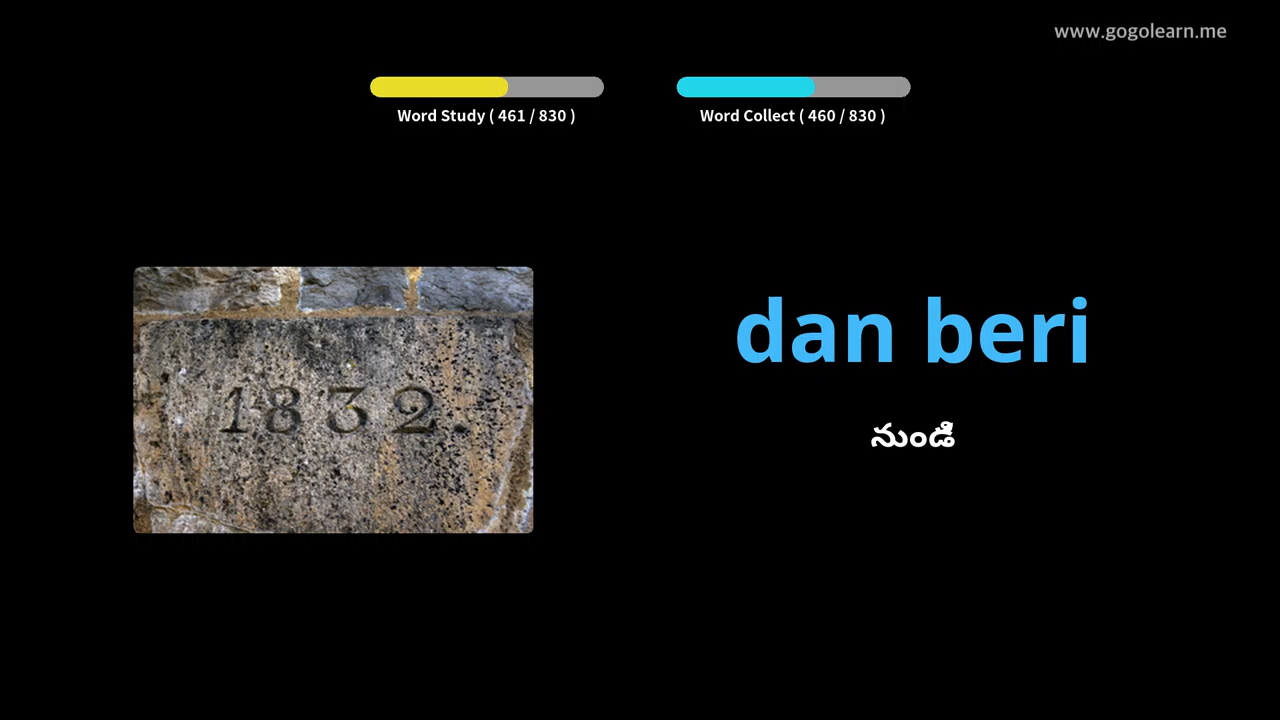 www.gogolearn.me
Word Study ( 461 / 830 )
Word Collect ( 460 / 830 )
dan beri
1832.
నుండి